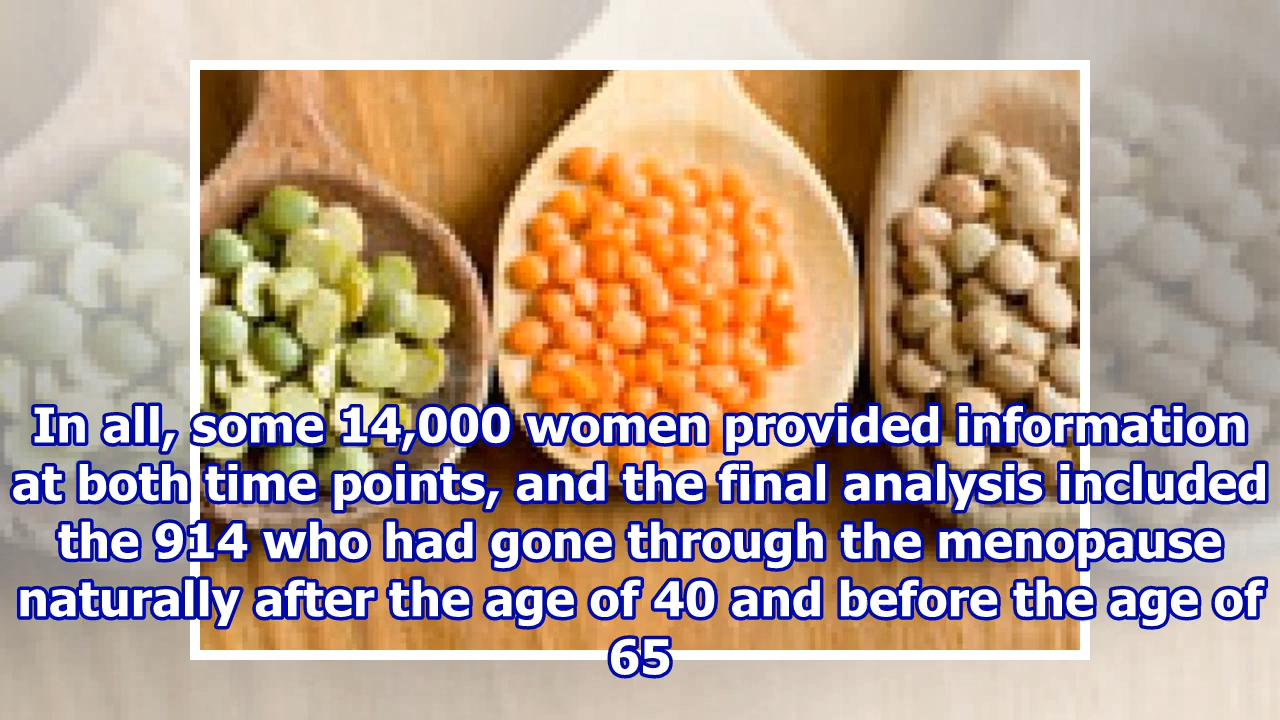 In all, some 14,000 women provided information
at both time points, and the final analysis included
the 914 who had gone through the menopause
naturally after the age of 40 and before the age of
65